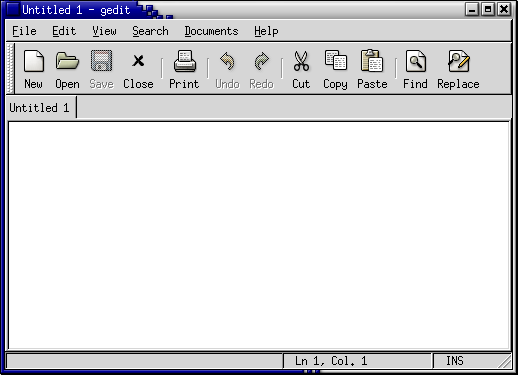 Untitled 1 - gedit
File Edit View Search Documents Help
New Open Save Close Print Undo Redo Cut Copy Paste Find Replace
Untitled 1
Ln 1, Col. 1 INS